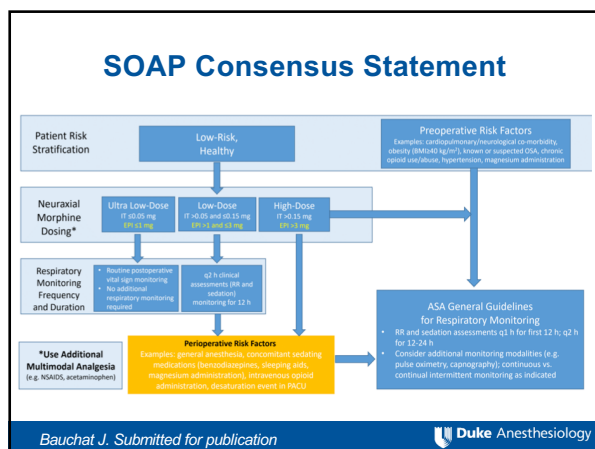 SOAP Consensus Statement
Patient Risk
Stratification
Low-Risk,
Healthy
Preoperative Risk Factors
Examples: cardiopulmonary/neurological co-morbidity,
obesity (BMI≥40 kg/m²), known or suspected OSA, chronic
opioid use/abuse, hypertension, magnesium administration
Neuraxial
Morphine
Dosing*
Ultra Low-Dose
IT ≤0.05 mg
EPI ≤1 mg
Low-Dose
IT >0.05 and ≤0.15 mg
EPI >1 and ≤3 mg
High-Dose
IT >0.15 mg
EPI >3 mg
Respiratory
Monitoring
Frequency
and Duration
• Routine postoperative
vital sign monitoring
• No additional
respiratory monitoring
required
q2 h clinical
assessments (RR and
sedation)
monitoring for 12 h
ASA General Guidelines
for Respiratory Monitoring
• RR and sedation assessments q1 h for first 12 h; q2 h
for 12-24 h
• Consider additional monitoring modalities (e.g.
pulse oximetry, capnography); continuous vs.
continual intermittent monitoring as indicated
*Use Additional
Multimodal Analgesia
(e.g. NSAIDS, acetaminophen)
Perioperative Risk Factors
Examples: general anesthesia, concomitant sedating
medications (benzodiazepines, sleeping aids,
magnesium administration), intravenous opioid
administration, desaturation event in PACU
Bauchat J. Submitted for publication
Duke Anesthesiology